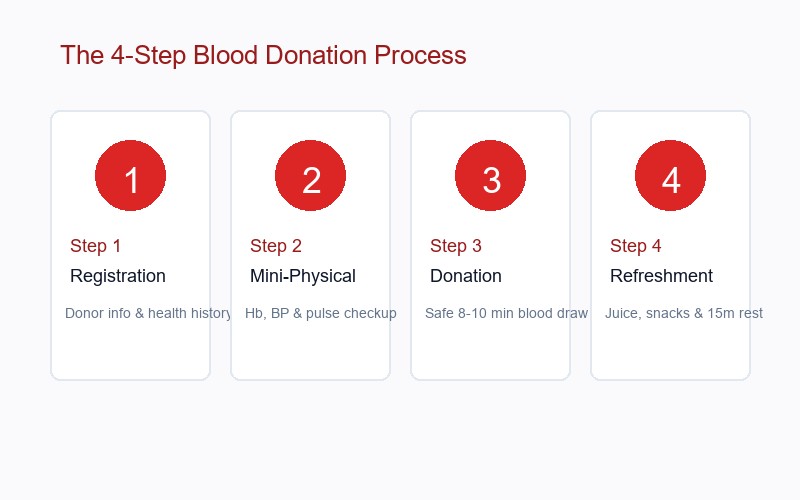 The 4-Step Blood Donation Process
1
Step 1
Registration
Donor info & health history
2
Step 2
Mini-Physical
Hb, BP & pulse checkup
3
Step 3
Donation
Safe 8-10 min blood draw
4
Step 4
Refreshment
Juice, snacks & 15m rest